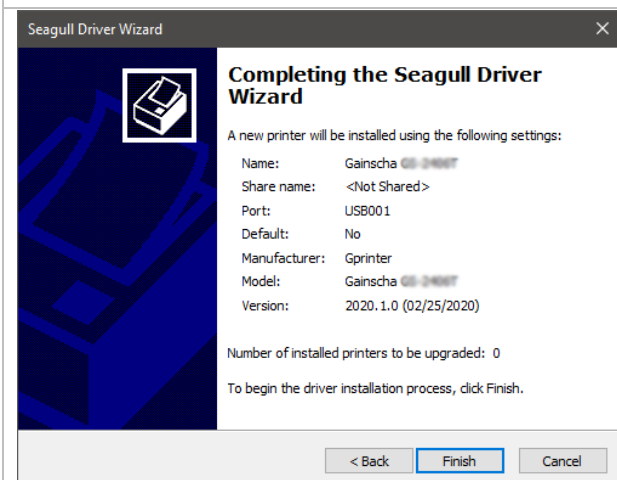 Seagull Driver Wizard
Completing the Seagull Driver
Wizard
A new printer will be installed using the following settings:
Name: Gainscha
Share name: <Not Shared>
Port: USB001
Default: No
Manufacturer: Gprinter
Model: Gainscha
Version: 2020.1.0 (02/25/2020)
Number of installed printers to be upgraded: 0
To begin the driver installation process, click Finish.
< Back Finish Cancel